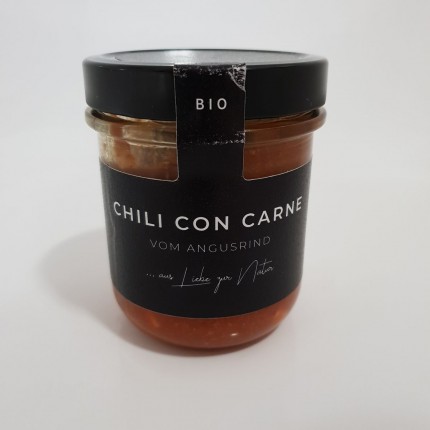 BIO
CHILI CON CARNE
VOM ANGUSRIND
... aus Liebe zur Natur